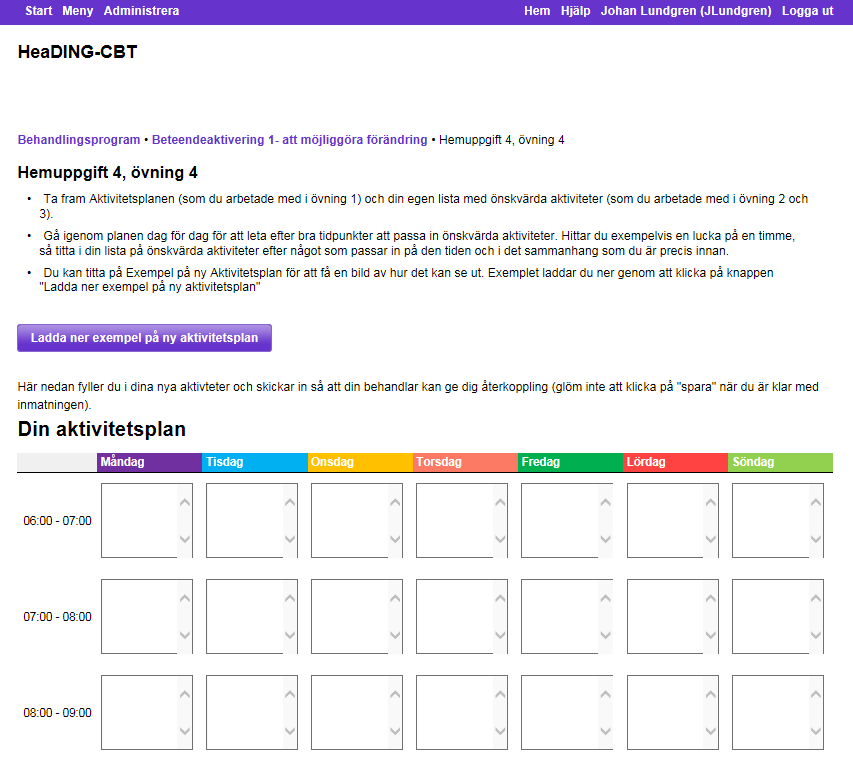 Start Meny Administrera Hem Hjälp Johan Lundgren (JLundgren) Logga ut
HeaDING-CBT
Behandlingsprogram • Beteendeaktivering 1- att möjliggöra förändring • Hemuppgift 4, övning 4
Hemuppgift 4, övning 4
• Ta fram Aktivitetsplanen (som du arbetade med i övning 1) och din egen lista med önskvärda aktiviteter (som du arbetade med i övning 2 och
3).
• Gå igenom planen dag för dag för att leta efter bra tidpunkter att passa in önskvärda aktiviteter. Hittar du exempelvis en lucka på en timme,
så titta i din lista på önskvärda aktiviteter efter något som passar in på den tiden och i det sammanhang som du är precis innan.
• Du kan titta på Exempel på ny Aktivitetsplan för att få en bild av hur det kan se ut. Exemplet laddar du ner genom att klicka på knappen
"Ladda ner exempel på ny aktivitetsplan"
Ladda ner exempel på ny aktivitetsplan
Här nedan fyller du i dina nya aktivteter och skickar in så att din behandlar kan ge dig återkoppling (glöm inte att klicka på "spara" när du är klar med
inmatningen).
Din aktivitetsplan
Måndag Tisdag Onsdag Torsdag Fredag Lördag Söndag
06:00 - 07:00
07:00 - 08:00
08:00 - 09:00